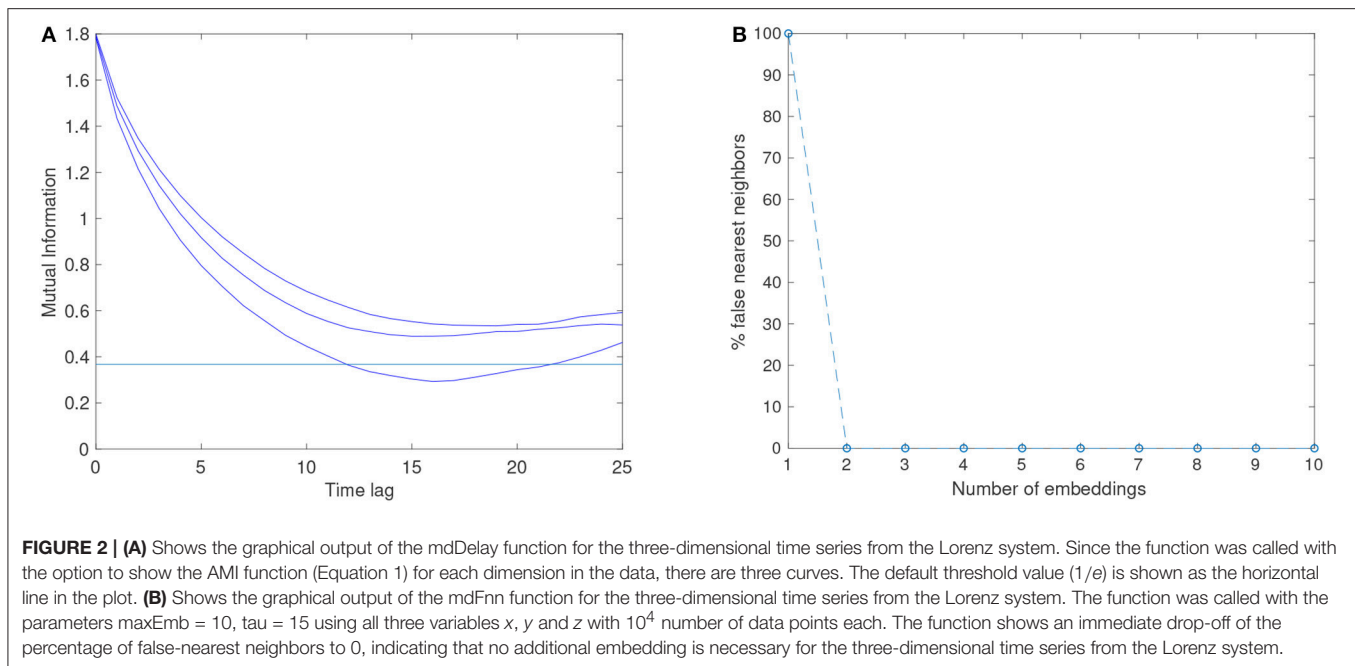 A
1.8
1.6
1.4
1.2
1
0.8
0.6
0.4
0.2
0
Mutual Information
0 5 10 15 20 25
Time lag
B
100
90
80
70
60
50
40
30
20
10
0
% false nearest neighbors
1 2 3 4 5 6 7 8 9 10
Number of embeddings
FIGURE 2 | (A) Shows the graphical output of the mdDelay function for the three-dimensional time series from the Lorenz system. Since the function was called with
the option to show the AMI function (Equation 1) for each dimension in the data, there are three curves. The default threshold value (1/e) is shown as the horizontal
line in the plot. (B) Shows the graphical output of the mdFnn function for the three-dimensional time series from the Lorenz system. The function was called with the
parameters maxEmb = 10, tau = 15 using all three variables x, y and z with 10⁴ number of data points each. The function shows an immediate drop-off of the
percentage of false-nearest neighbors to 0, indicating that no additional embedding is necessary for the three-dimensional time series from the Lorenz system.